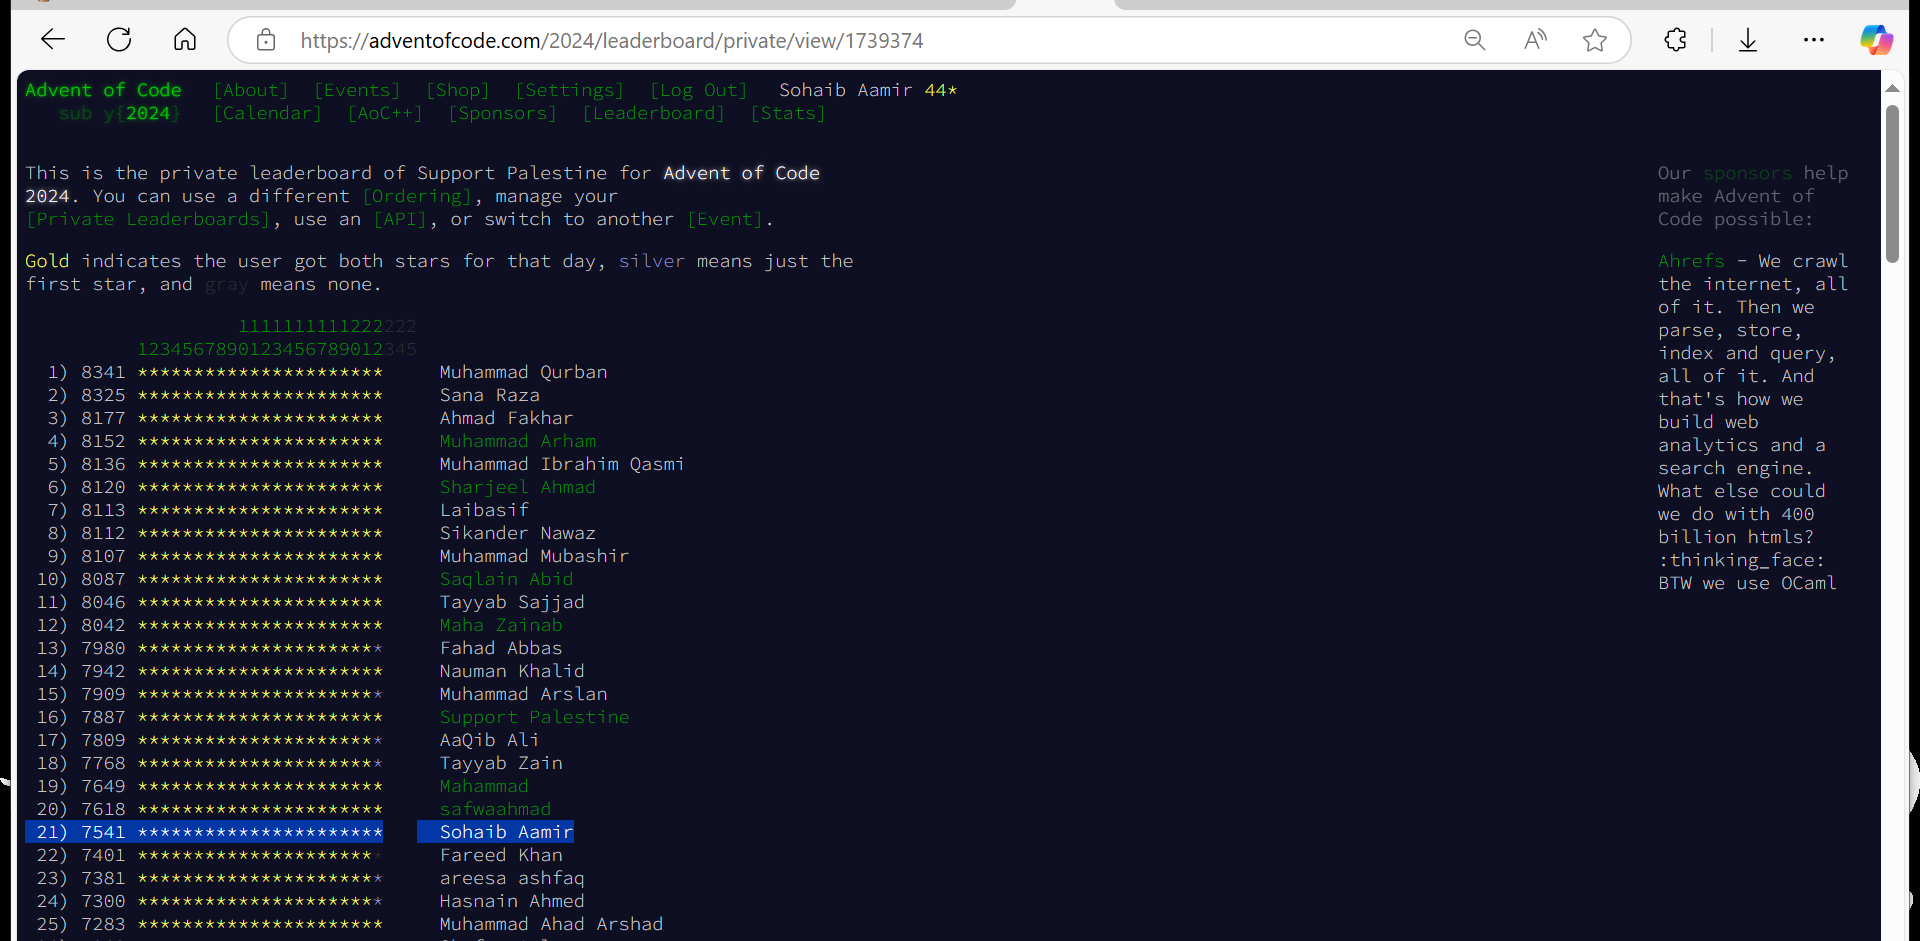 https://adventofcode.com/2024/leaderboard/private/view/1739374
Advent of Code [About] [Events] [Shop] [Settings] [Log Out] Sohaib Aamir 44*
sub y{2024} [Calendar] [AoC++] [Sponsors] [Leaderboard] [Stats]
This is the private leaderboard of Support Palestine for Advent of Code
2024. You can use a different [Ordering], manage your
[Private Leaderboards], use an [API], or switch to another [Event].
Gold indicates the user got both stars for that day, silver means just the
first star, and gray means none.
1111111111222222
1234567890123456789012345
1) 8341 ********************** Muhammad Qurban
2) 8325 ********************** Sana Raza
3) 8177 ********************** Ahmad Fakhar
4) 8152 ********************** Muhammad Arham
5) 8136 ********************** Muhammad Ibrahim Qasmi
6) 8120 ********************** Sharjeel Ahmad
7) 8113 ********************** Laibasif
8) 8112 ********************** Sikander Nawaz
9) 8107 ********************** Muhammad Mubashir
10) 8087 ********************** Saqlain Abid
11) 8046 ********************** Tayyab Sajjad
12) 8042 ********************** Maha Zainab
13) 7980 ********************** Fahad Abbas
14) 7942 ********************** Nauman Khalid
15) 7909 ********************** Muhammad Arslan
16) 7887 ********************** Support Palestine
17) 7809 ********************** AaQib Ali
18) 7768 ********************** Tayyab Zain
19) 7649 ********************** Mahammad
20) 7618 ********************** safwaahmad
21) 7541 ********************** Sohaib Aamir
22) 7401 ********************** Fareed Khan
23) 7381 ********************** areesa ashfaq
24) 7300 ********************** Hasnain Ahmed
25) 7283 ********************** Muhammad Ahad Arshad
Our sponsors help
make Advent of
Code possible:
Ahrefs - We crawl
the internet, all
of it. Then we
parse, store,
index and query,
all of it. And
that's how we
build web
analytics and a
search engine.
What else could
we do with 400
billion htmls?
:thinking_face:
BTW we use OCaml